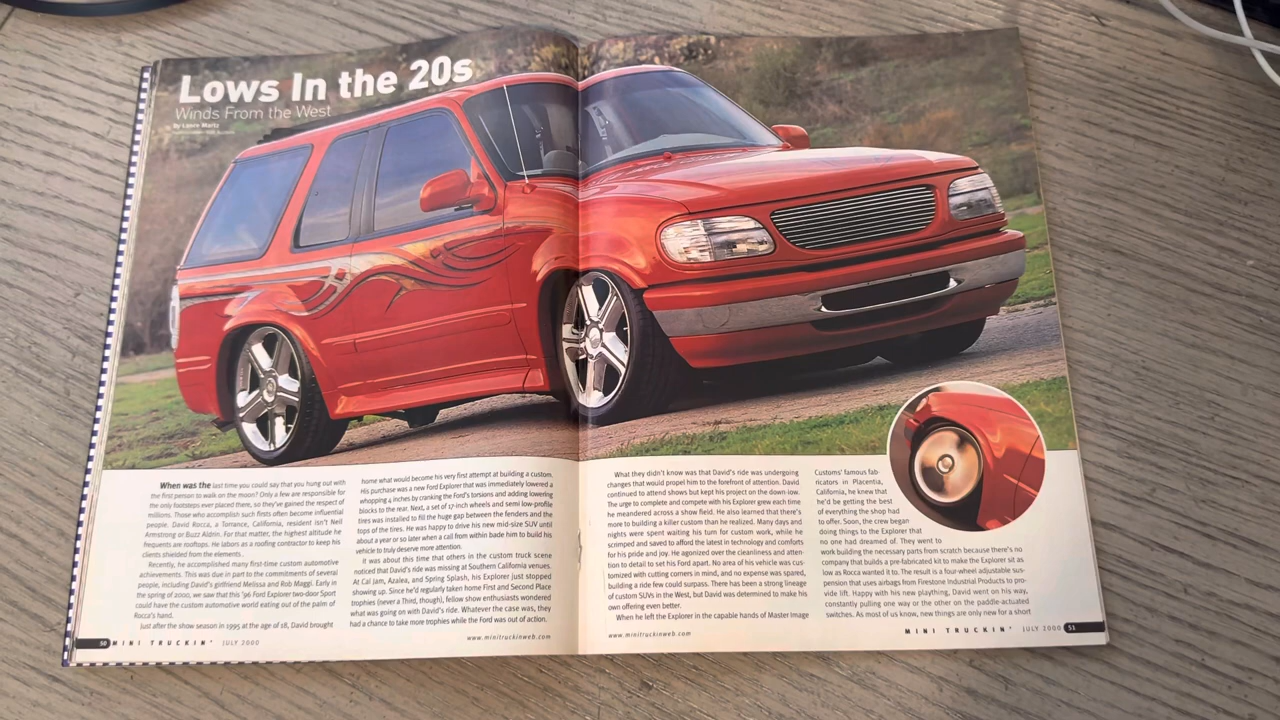 Lows In the 20s
Winds From the West
By Lance Martz
When was the last time you could say that you hung out with
the first person to walk on the moon? Only a few are responsible for
the only footsteps ever placed there, so they've gained the respect of
millions. Those who accomplish such firsts often become influential
people. David Rocca, a Torrance, California, resident isn't Neil
Armstrong or Buzz Aldrin. For that matter, the highest altitude he
frequents are rooftops. He labors as a roofing contractor to keep his
clients shielded from the elements.
Recently, he accomplished many first-time custom automotive
achievements. This was due in part to the commitments of several
people, including David's girlfriend Melissa and Rob Maggi. Early in
the spring of 2000, we saw that this '96 Ford Explorer two-door Sport
could have the custom automotive world eating out of the palm of
Rocca's hand.
Just after the show season in 1995 at the age of 18, David brought
home what would become his very first attempt at building a custom.
His purchase was a new Ford Explorer that was immediately lowered a
whopping 4 inches by cranking the Ford's torsions and adding lowering
blocks to the rear. Next, a set of 17-inch wheels and semi low-profile
tires was installed to fill the huge gap between the fenders and the
tops of the tires. He was happy to drive his new mid-size SUV until
about a year or so later when a call from within bade him to build his
vehicle to truly deserve more attention.
It was about this time that others in the custom truck scene
noticed that David's ride was missing at Southern California venues.
At Cal Jam, Azalea, and Spring Splash, his Explorer just stopped
showing up. Since he'd regularly taken home First and Second Place
trophies (never a Third, though), fellow show enthusiasts wondered
what was going on with David's ride. Whatever the case was, they
had a chance to take more trophies while the Ford was out of action.
50 MINI TRUCKIN' JULY 2000
www.minitruckinweb.com
What they didn't know was that David's ride was undergoing
changes that would propel him to the forefront of attention. David
continued to attend shows but kept his project on the down-low.
The urge to complete and compete with his Explorer grew each time
he meandered across a show field. He also learned that there's
more to building a killer custom than he realized. Many days and
nights were spent waiting his turn for custom work, while he
scrimped and saved to afford the latest in technology and comforts
for his pride and joy. He agonized over the cleanliness and atten-
tion to detail to set his Ford apart. No area of his vehicle was cus-
tomized with cutting corners in mind, and no expense was spared,
building a ride few could surpass. There has been a strong lineage
of custom SUVs in the West, but David was determined to make his
own offering even better.
When he left the Explorer in the capable hands of Master Image
Customs' famous fab-
ricators in Placentia,
California, he knew that
he'd be getting the best
of everything the shop had
to offer. Soon, the crew began
doing things to the Explorer that
no one had dreamed of. They went to
work building the necessary parts from scratch because there's no
company that builds a pre-fabricated kit to make the Explorer sit as
low as Rocca wanted it to. The result is a four-wheel adjustable sus-
pension that uses airbags from Firestone Industrial Products to pro-
vide lift. Happy with his new plaything, David went on his way,
constantly pulling one way or the other on the paddle-actuated
switches. As most of us know, new things are only new for a short
www.minitruckinweb.com
MINI TRUCKIN' JULY 2000 51